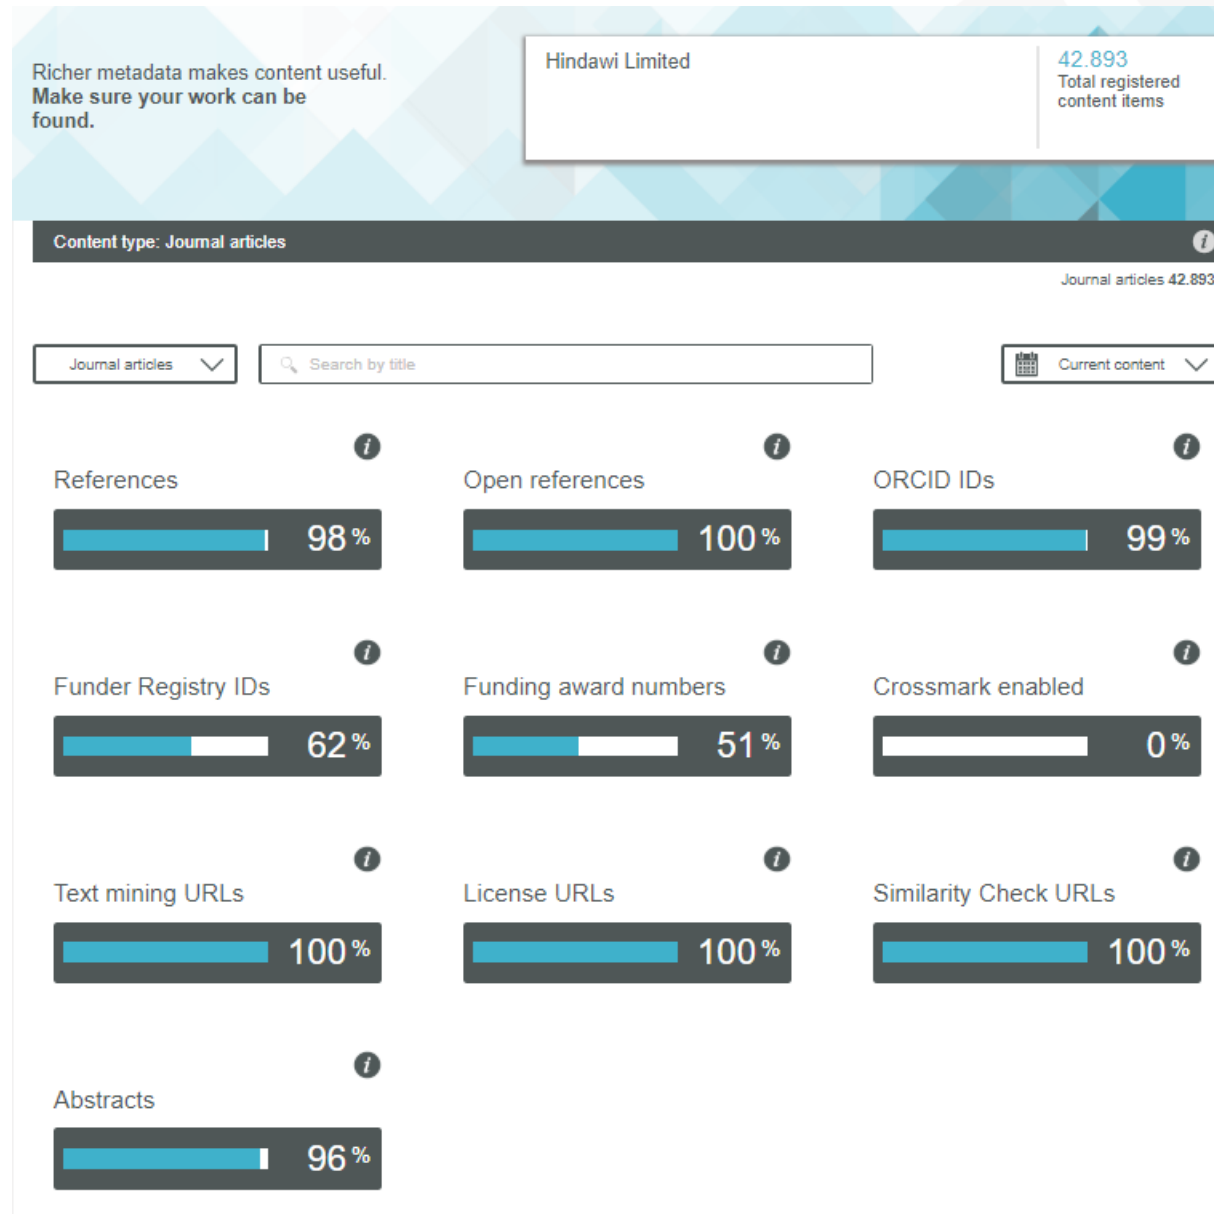 Richer metadata makes content useful.
Make sure your work can be
found.
Hindawi Limited
42.893
Total registered
content items
Content type: Journal articles
i
Journal articles 42.893
Journal articles
Search by title
Current content
i
i
i
References
Open references
ORCID IDs
98 %
100 %
99 %
i
i
i
Funder Registry IDs
Funding award numbers
Crossmark enabled
62 %
51 %
0 %
i
i
i
Text mining URLs
License URLs
Similarity Check URLs
100 %
100 %
100 %
i
Abstracts
96 %